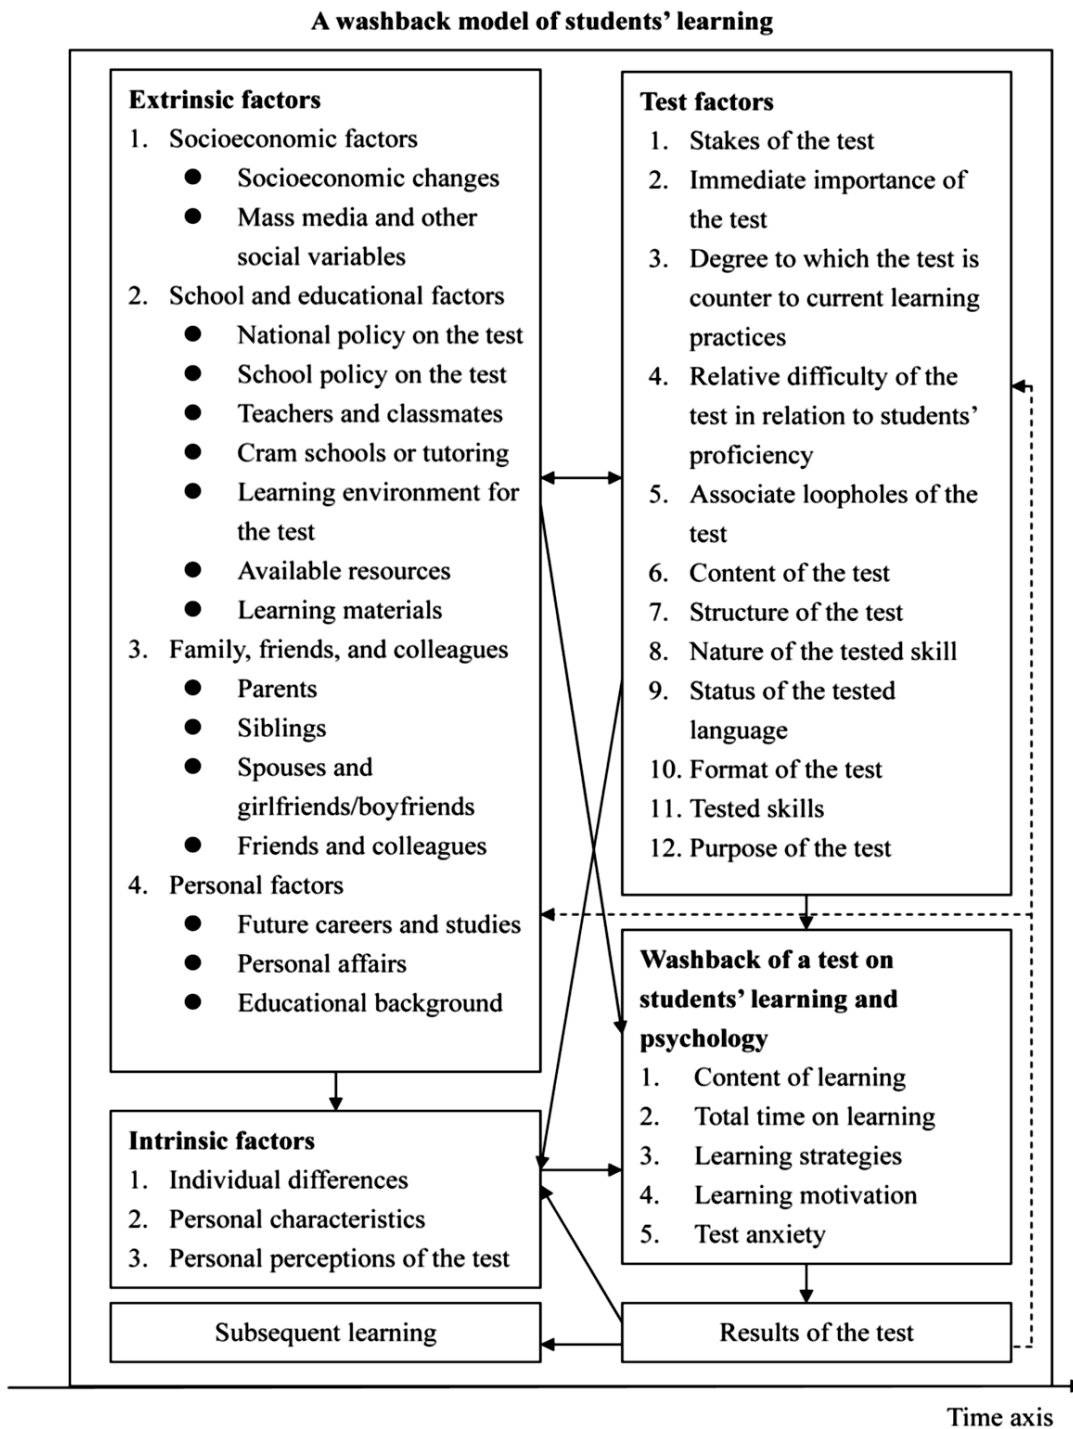 A washback model of students’ learning
Extrinsic factors
1. Socioeconomic factors
● Socioeconomic changes
● Mass media and other
social variables
2. School and educational factors
● National policy on the test
● School policy on the test
● Teachers and classmates
● Cram schools or tutoring
● Learning environment for
the test
● Available resources
● Learning materials
3. Family, friends, and colleagues
● Parents
● Siblings
● Spouses and
girlfriends/boyfriends
● Friends and colleagues
4. Personal factors
● Future careers and studies
● Personal affairs
● Educational background
Test factors
1. Stakes of the test
2. Immediate importance of
the test
3. Degree to which the test is
counter to current learning
practices
4. Relative difficulty of the
test in relation to students’
proficiency
5. Associate loopholes of the
test
6. Content of the test
7. Structure of the test
8. Nature of the tested skill
9. Status of the tested
language
10. Format of the test
11. Tested skills
12. Purpose of the test
Intrinsic factors
1. Individual differences
2. Personal characteristics
3. Personal perceptions of the test
Washback of a test on
students’ learning and
psychology
1. Content of learning
2. Total time on learning
3. Learning strategies
4. Learning motivation
5. Test anxiety
Subsequent learning
Results of the test
Time axis